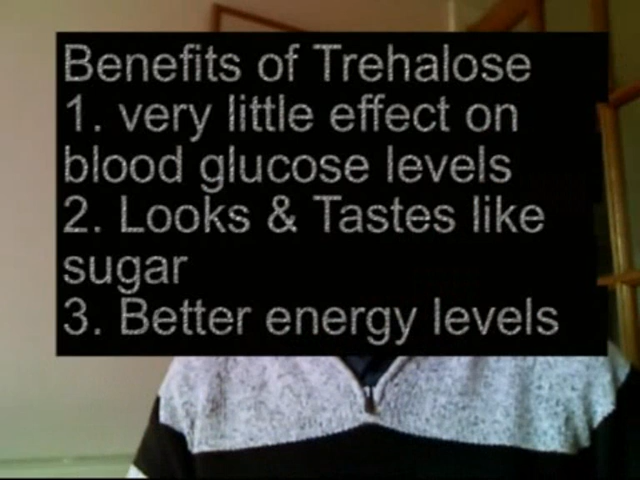 Benefits of Trehalose
1. very little effect on
blood glucose levels
2. Looks & Tastes like
sugar
3. Better energy levels